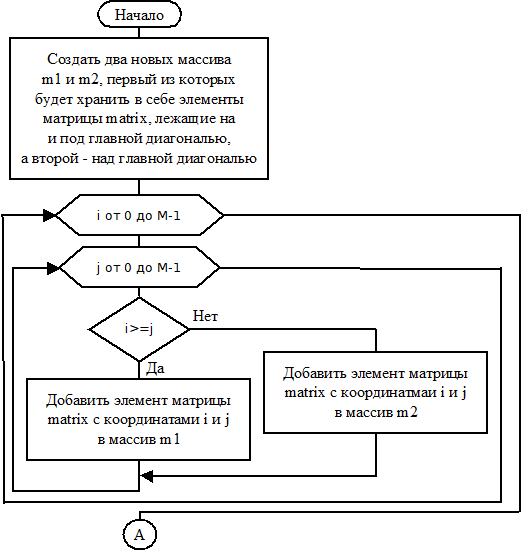 Начало
Создать два новых массива
m1 и m2, первый из которых
будет хранить в себе элементы
матрицы matrix, лежащие на
и под главной диагональю,
а второй - над главной диагональю
i от 0 до M-1
j от 0 до M-1
i>=j
Нет
Да
Добавить элемент матрицы
matrix с координатмаи i и j
в массив m2
Добавить элемент матрицы
matrix с координатами i и j
в массив m1
А